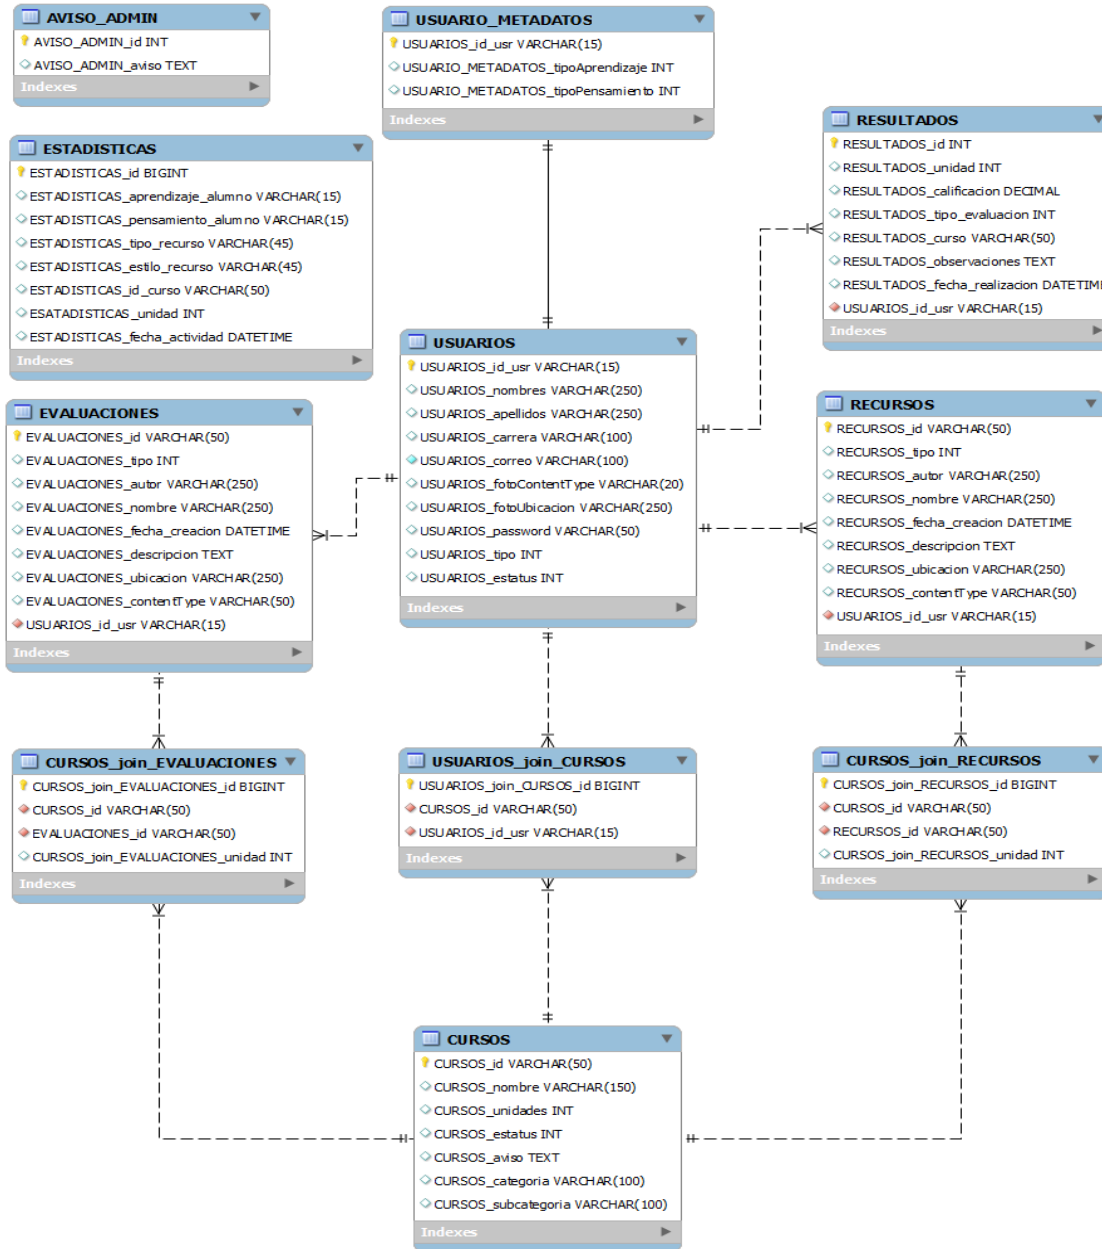 AVISO_ADMIN
AVISO_ADMIN_id INT
AVISO_ADMIN_aviso TEXT
Indexes
USUARIO_METADATOS
USUARIOS_id_usr VARCHAR(15)
USUARIO_METADATOS_tipoAprendizaje INT
USUARIO_METADATOS_tipoPensamiento INT
Indexes
RESULTADOS
RESULTADOS_id INT
RESULTADOS_unidad INT
RESULTADOS_calificacion DECIMAL
RESULTADOS_tipo_evaluacion INT
RESULTADOS_curso VARCHAR(50)
RESULTADOS_observaciones TEXT
RESULTADOS_fecha_realizacion DATETIME
USUARIOS_id_usr VARCHAR(15)
Indexes
ESTADISTICAS
ESTADISTICAS_id BIGINT
ESTADISTICAS_aprendizaje_alumno VARCHAR(15)
ESTADISTICAS_pensamiento_alumno VARCHAR(15)
ESTADISTICAS_tipo_recurso VARCHAR(45)
ESTADISTICAS_estilo_recurso VARCHAR(45)
ESTADISTICAS_id_curso VARCHAR(50)
ESATADISTICAS_unidad INT
ESTADISTICAS_fecha_actividad DATETIME
Indexes
USUARIOS
USUARIOS_id_usr VARCHAR(15)
USUARIOS_nombres VARCHAR(250)
USUARIOS_apellidos VARCHAR(250)
USUARIOS_carrera VARCHAR(100)
USUARIOS_correo VARCHAR(100)
USUARIOS_fotoContentType VARCHAR(20)
USUARIOS_fotoUbicacion VARCHAR(250)
USUARIOS_password VARCHAR(50)
USUARIOS_tipo INT
USUARIOS_estatus INT
Indexes
EVALUACIONES
EVALUACIONES_id VARCHAR(50)
EVALUACIONES_tipo INT
EVALUACIONES_autor VARCHAR(250)
EVALUACIONES_nombre VARCHAR(250)
EVALUACIONES_fecha_creacion DATETIME
EVALUACIONES_descripcion TEXT
EVALUACIONES_ubicacion VARCHAR(250)
EVALUACIONES_contentType VARCHAR(50)
USUARIOS_id_usr VARCHAR(15)
Indexes
RECURSOS
RECURSOS_id VARCHAR(50)
RECURSOS_tipo INT
RECURSOS_autor VARCHAR(250)
RECURSOS_nombre VARCHAR(250)
RECURSOS_fecha_creacion DATETIME
RECURSOS_descripcion TEXT
RECURSOS_ubicacion VARCHAR(250)
RECURSOS_contentType VARCHAR(50)
USUARIOS_id_usr VARCHAR(15)
Indexes
CURSOS_join_EVALUACIONES
CURSOS_join_EVALUACIONES_id BIGINT
CURSOS_id VARCHAR(50)
EVALUACIONES_id VARCHAR(50)
CURSOS_join_EVALUACIONES_unidad INT
Indexes
USUARIOS_join_CURSOS
USUARIOS_join_CURSOS_id BIGINT
CURSOS_id VARCHAR(50)
USUARIOS_id_usr VARCHAR(15)
Indexes
CURSOS_join_RECURSOS
CURSOS_join_RECURSOS_id BIGINT
CURSOS_id VARCHAR(50)
RECURSOS_id VARCHAR(50)
CURSOS_join_RECURSOS_unidad INT
Indexes
CURSOS
CURSOS_id VARCHAR(50)
CURSOS_nombre VARCHAR(150)
CURSOS_unidades INT
CURSOS_estatus INT
CURSOS_aviso TEXT
CURSOS_categoria VARCHAR(100)
CURSOS_subcategoria VARCHAR(100)
Indexes